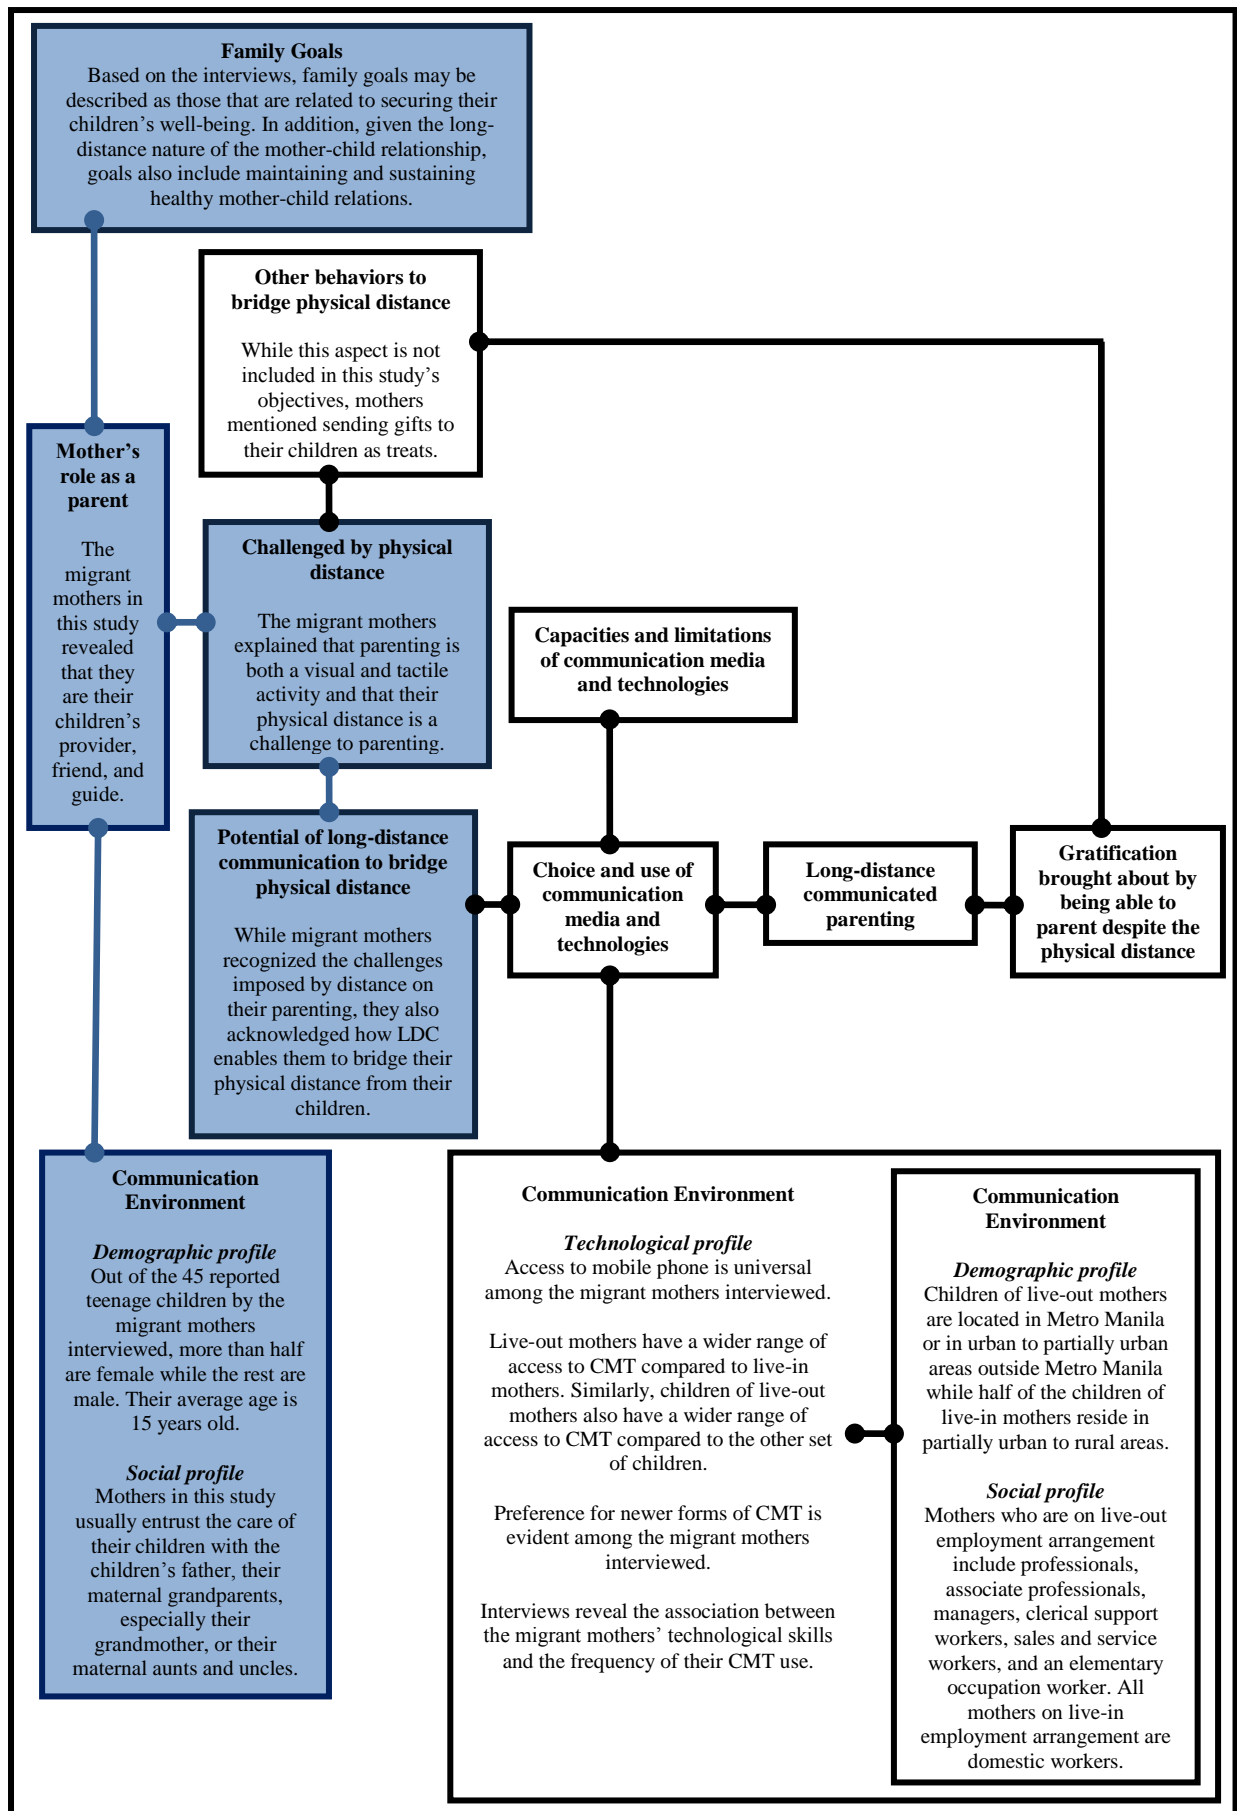 Family Goals
Based on the interviews, family goals may be
described as those that are related to securing their
children’s well-being. In addition, given the long-
distance nature of the mother-child relationship,
goals also include maintaining and sustaining
healthy mother-child relations.
Other behaviors to
bridge physical distance
While this aspect is not
included in this study’s
objectives, mothers
mentioned sending gifts to
their children as treats.
Mother’s
role as a
parent
The
migrant
mothers in
this study
revealed
that they
are their
children’s
provider,
friend, and
guide.
Challenged by physical
distance
The migrant mothers
explained that parenting is
both a visual and tactile
activity and that their
physical distance is a
challenge to parenting.
Capacities and limitations
of communication media
and technologies
Potential of long-distance
communication to bridge
physical distance
While migrant mothers
recognized the challenges
imposed by distance on
their parenting, they also
acknowledged how LDC
enables them to bridge their
physical distance from their
children.
Choice and use of
communication
media and
technologies
Long-distance
communicated
parenting
Gratification
brought about by
being able to
parent despite the
physical distance
Communication
Environment
Demographic profile
Out of the 45 reported
teenage children by the
migrant mothers
interviewed, more than half
are female while the rest are
male. Their average age is
15 years old.
Social profile
Mothers in this study
usually entrust the care of
their children with the
children’s father, their
maternal grandparents,
especially their
grandmother, or their
maternal aunts and uncles.
Communication Environment
Technological profile
Access to mobile phone is universal
among the migrant mothers interviewed.
Live-out mothers have a wider range of
access to CMT compared to live-in
mothers. Similarly, children of live-out
mothers also have a wider range of
access to CMT compared to the other set
of children.
Preference for newer forms of CMT is
evident among the migrant mothers
interviewed.
Interviews reveal the association between
the migrant mothers’ technological skills
and the frequency of their CMT use.
Communication
Environment
Demographic profile
Children of live-out mothers
are located in Metro Manila
or in urban to partially urban
areas outside Metro Manila
while half of the children of
live-in mothers reside in
partially urban to rural areas.
Social profile
Mothers who are on live-out
employment arrangement
include professionals,
associate professionals,
managers, clerical support
workers, sales and service
workers, and an elementary
occupation worker. All
mothers on live-in
employment arrangement are
domestic workers.